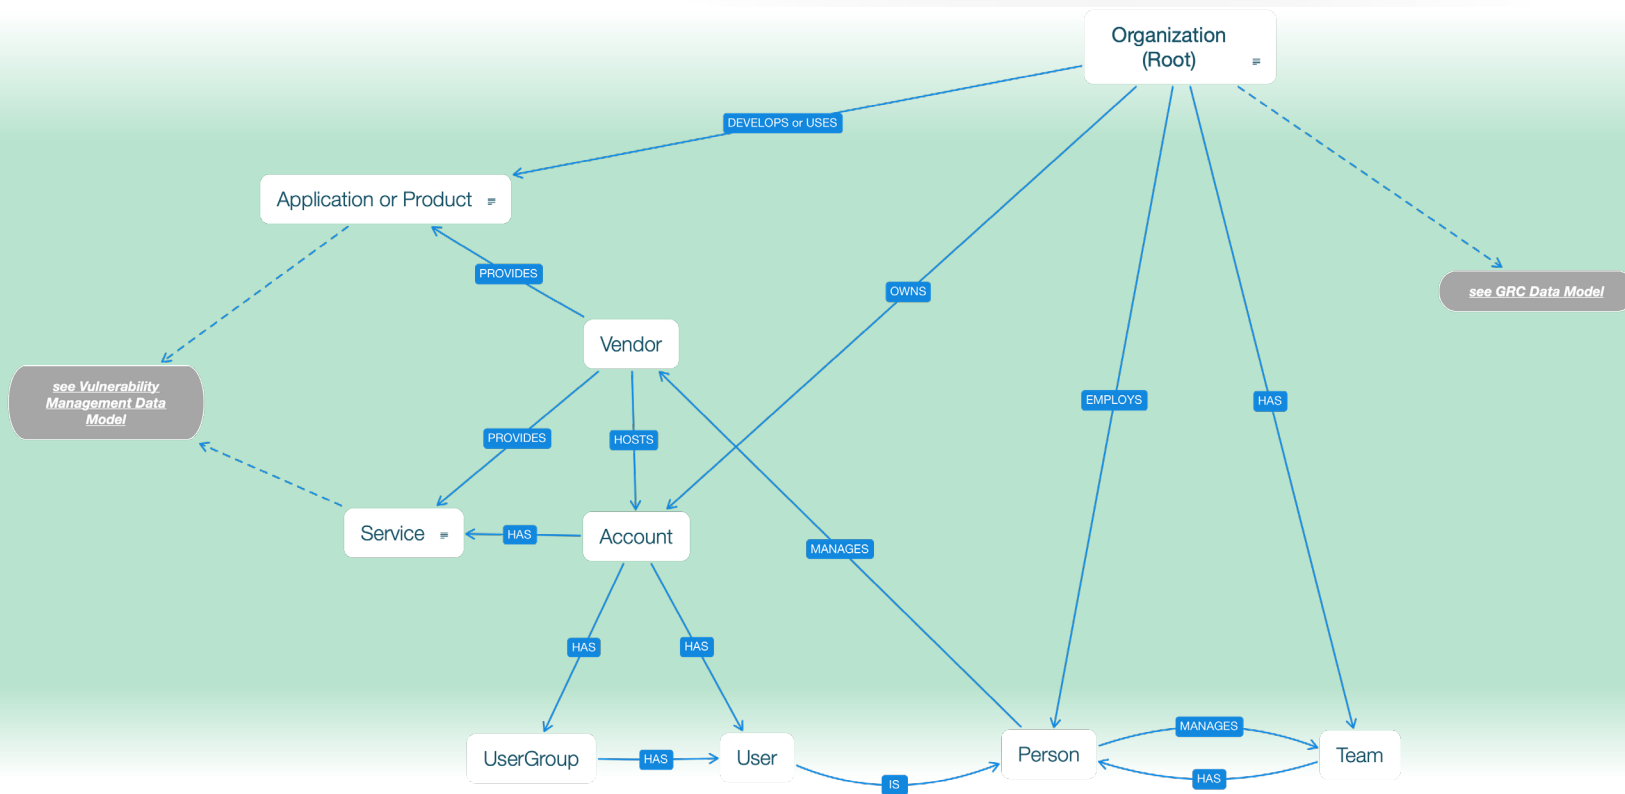 Organization
(Root)
DEVELOPS or USES
Application or Product
PROVIDES
OWNS
see GRC Data Model
Vendor
see Vulnerability
Management Data
Model
EMPLOYS
HAS
PROVIDES
HOSTS
Service
HAS
Account
MANAGES
HAS
HAS
MANAGES
UserGroup
HAS
User
Person
Team
IS
HAS